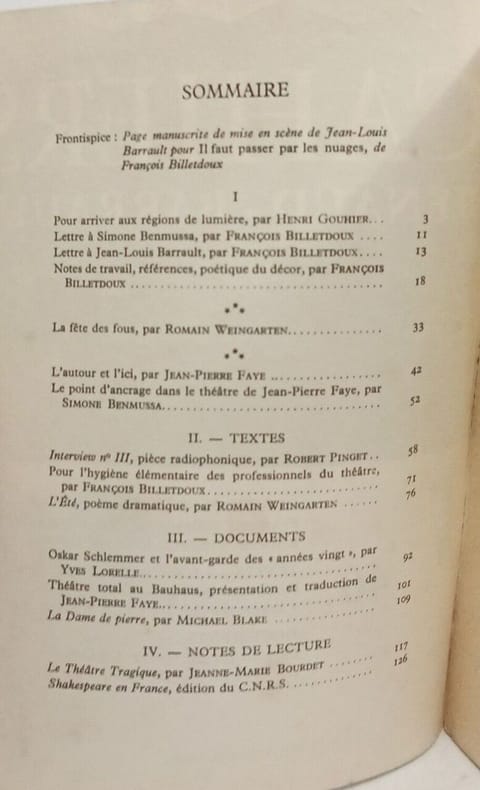 SOMMAIRE
Frontispice : Page manuscrite de mise en scène de Jean-Louis
Barrault pour Il faut passer par les nuages, de
François Billetdoux
I
Pour arriver aux régions de lumière, par HENRI GOUHIER... 3
Lettre à Simone Benmussa, par FRANÇOIS BILLETDOUX .... 11
Lettre à Jean-Louis Barrault, par FRANÇOIS BILLETDOUX.... 13
Notes de travail, références, poétique du décor, par FRANÇOIS
BILLETDOUX .................................... 18
La fête des fous, par ROMAIN WEINGARTEN............... 33
L'autour et l'ici, par JEAN-PIERRE FAYE .................. 42
Le point d'ancrage dans le théâtre de Jean-Pierre Faye, par
SIMONE BENMUSSA.................................. 52
II. — TEXTES
Interview nº III, pièce radiophonique, par ROBERT PINGET.. 58
Pour l'hygiène élémentaire des professionnels du théâtre,
par FRANÇOIS BILLETDOUX........................... 71
L'Été, poème dramatique, par ROMAIN WEINGARTEN ...... 76
III. — DOCUMENTS
Oskar Schlemmer et l'avant-garde des « années vingt », par
YVES LORELLE..................................... 92
Théâtre total au Bauhaus, présentation et traduction de
JEAN-PIERRE FAYE................................. 101
La Dame de pierre, par MICHAEL BLAKE ................ 109
IV. — NOTES DE LECTURE
Le Théâtre Tragique, par JEANNE-MARIE BOURDET ........ 117
Shakespeare en France, édition du C.N.R.S. ............... 126